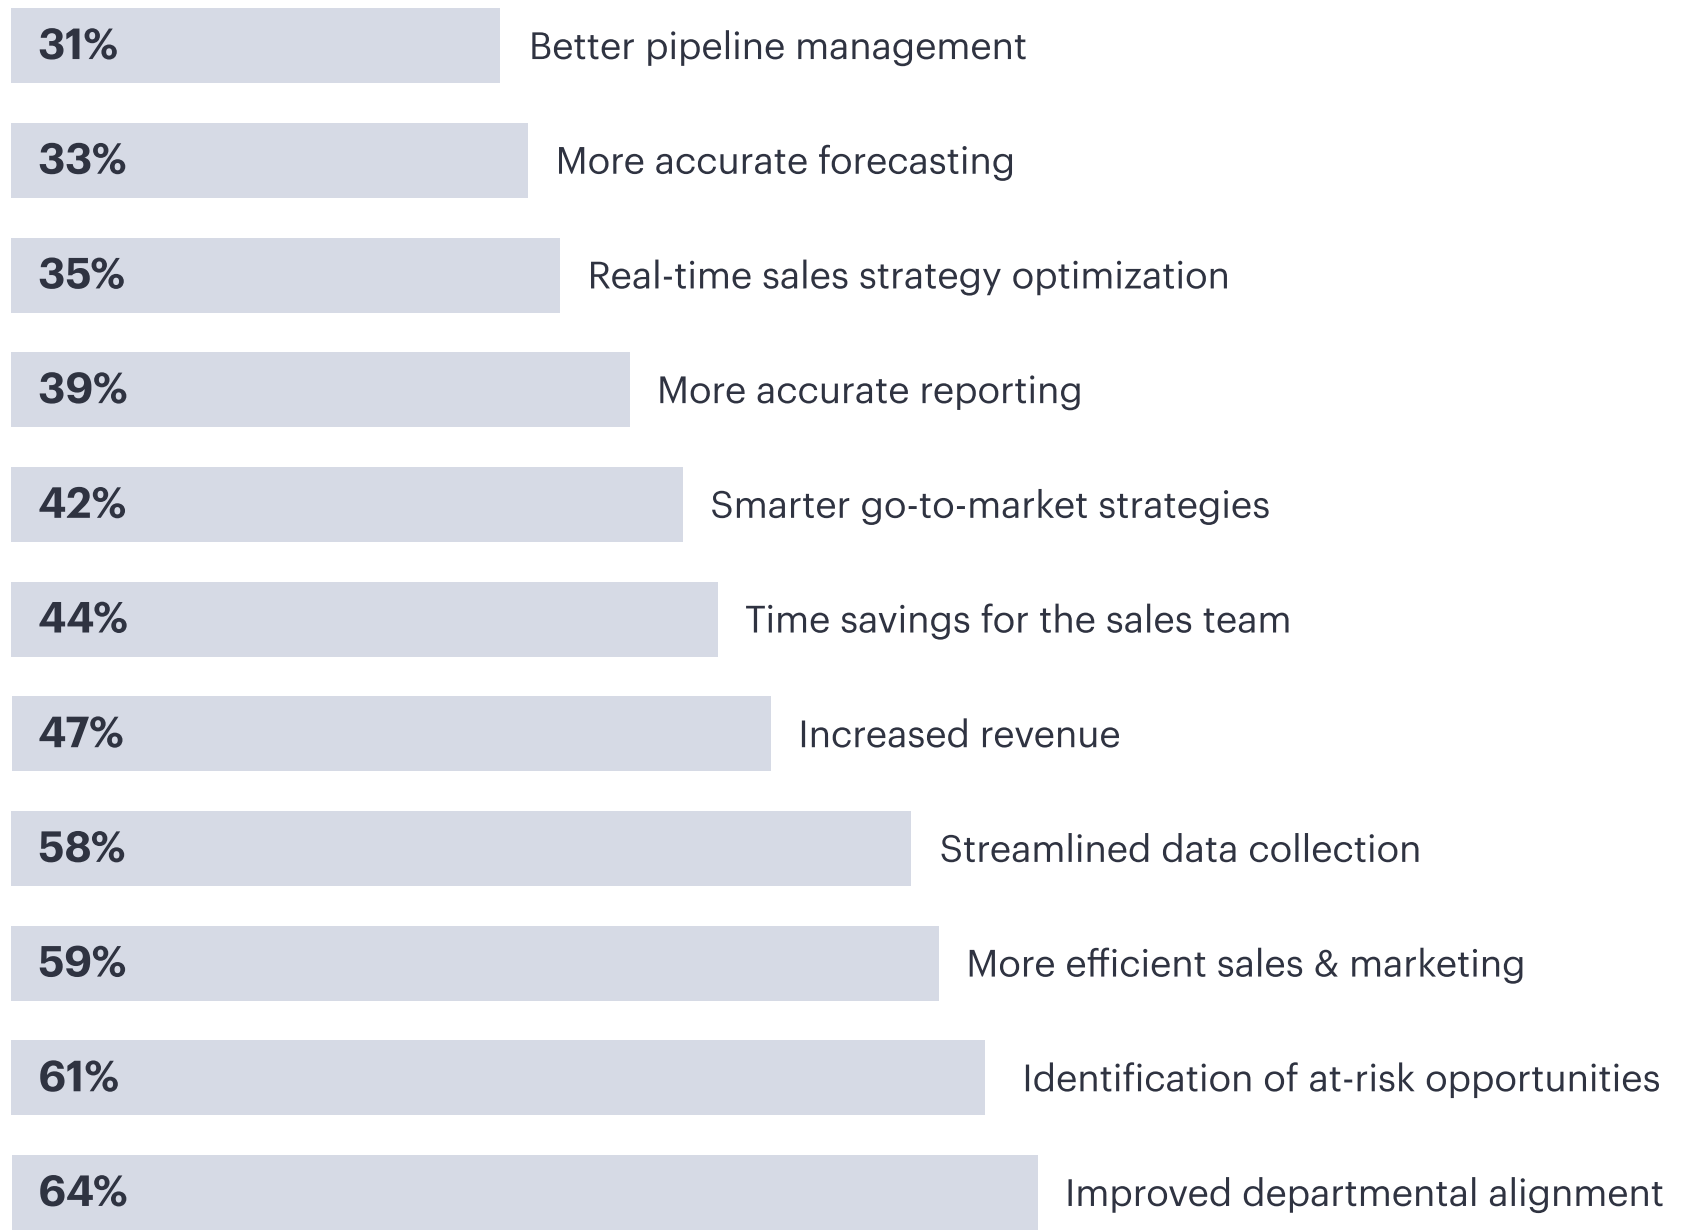 31% Better pipeline management
33% More accurate forecasting
35% Real-time sales strategy optimization
39% More accurate reporting
42% Smarter go-to-market strategies
44% Time savings for the sales team
47% Increased revenue
58% Streamlined data collection
59% More efficient sales & marketing
61% Identification of at-risk opportunities
64% Improved departmental alignment